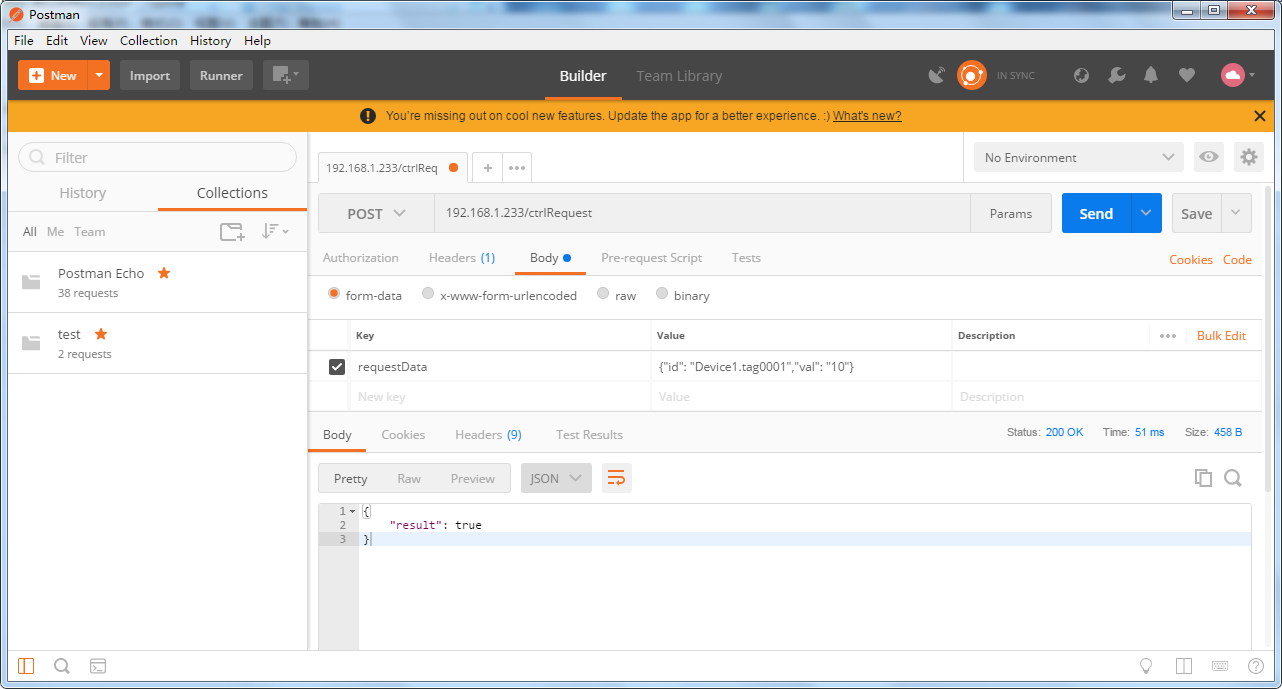 Postman
File Edit View Collection History Help
New Import Runner Builder Team Library IN SYNC
You're missing out on cool new features. Update the app for a better experience. :) What's new?
Filter
History Collections
All Me Team
Postman Echo
38 requests
test
2 requests
192.168.1.233/ctrlReq
No Environment
POST 192.168.1.233/ctrlRequest Params Send Save
Authorization Headers (1) Body Pre-request Script Tests Cookies Code
form-data x-www-form-urlencoded raw binary
Key Value Description Bulk Edit
requestData {"id": "Device1.tag0001","val": "10"}
New key Value Description
Body Cookies Headers (9) Test Results Status: 200 OK Time: 51 ms Size: 458 B
Pretty Raw Preview JSON
1 {
2 "result": true
3 }